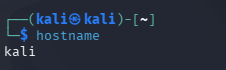 ┌──(kali㉿kali)-[~]
└─$ hostname
kali